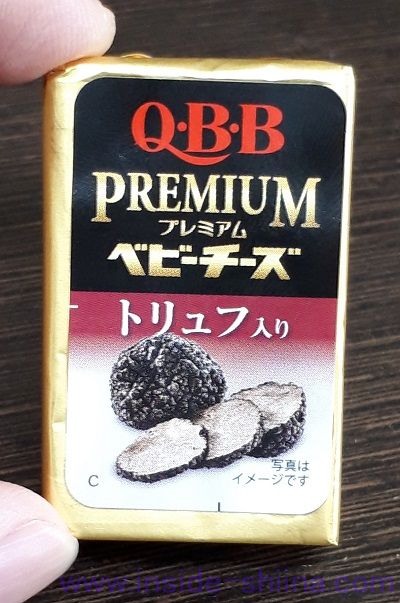 Q·B·B
PREMIUM
プレミアム
ベビーチーズ
トリュフ入り
写真は
イメージです
C
www.inside-shiina.com